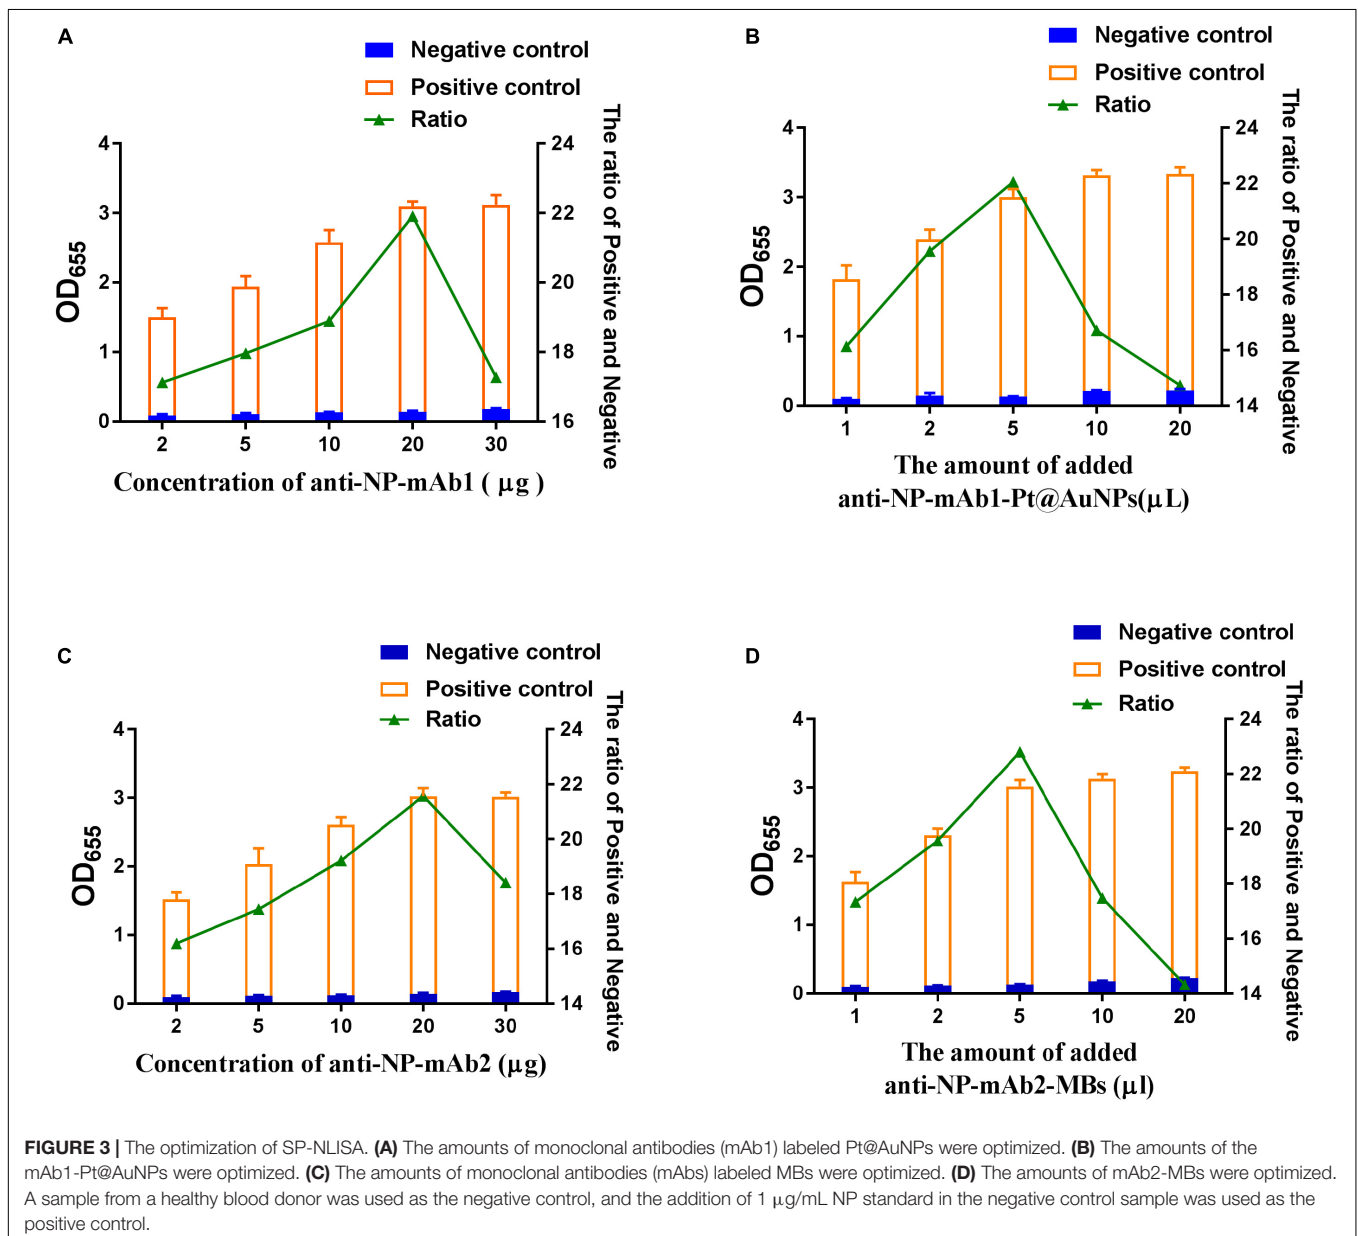 A
Negative control
Positive control
Ratio
4
3
2
1
0
OD655
24
22
20
18
16
The ratio of Positive and Negative
2 5 10 20 30
Concentration of anti-NP-mAb1 ( μg )
B
Negative control
Positive control
Ratio
4
3
2
1
0
OD655
24
22
20
18
16
14
The ratio of Positive and Negative
1 2 5 10 20
The amount of added
anti-NP-mAb1-Pt@AuNPs(μL)
C
Negative control
Positive control
Ratio
4
3
2
1
0
OD655
24
22
20
18
16
14
The ratio of Positive and Negative
2 5 10 20 30
Concentration of anti-NP-mAb2 (μg)
D
Negative control
Positive control
Ratio
4
3
2
1
0
OD655
24
22
20
18
16
14
The ratio of Positive and Negative
1 2 5 10 20
The amount of added
anti-NP-mAb2-MBs (μl)
FIGURE 3 | The optimization of SP-NLISA. (A) The amounts of monoclonal antibodies (mAb1) labeled Pt@AuNPs were optimized. (B) The amounts of the
mAb1-Pt@AuNPs were optimized. (C) The amounts of monoclonal antibodies (mAbs) labeled MBs were optimized. (D) The amounts of mAb2-MBs were optimized.
A sample from a healthy blood donor was used as the negative control, and the addition of 1 μg/mL NP standard in the negative control sample was used as the
positive control.